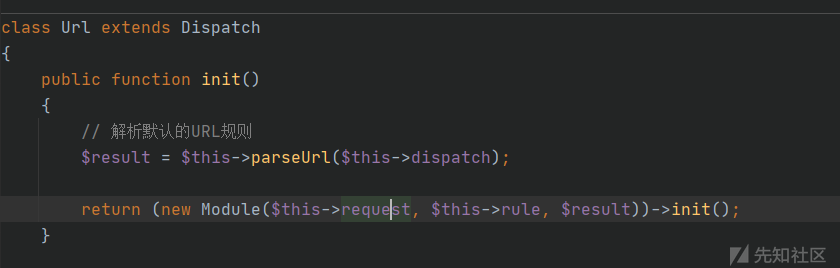 class Url extends Dispatch
{
    public function init()
    {
        // 解析默认的URL规则
        $result = $this->parseUrl($this->dispatch);
        return (new Module($this->request, $this->rule, $result))->init();
    }
先知社区